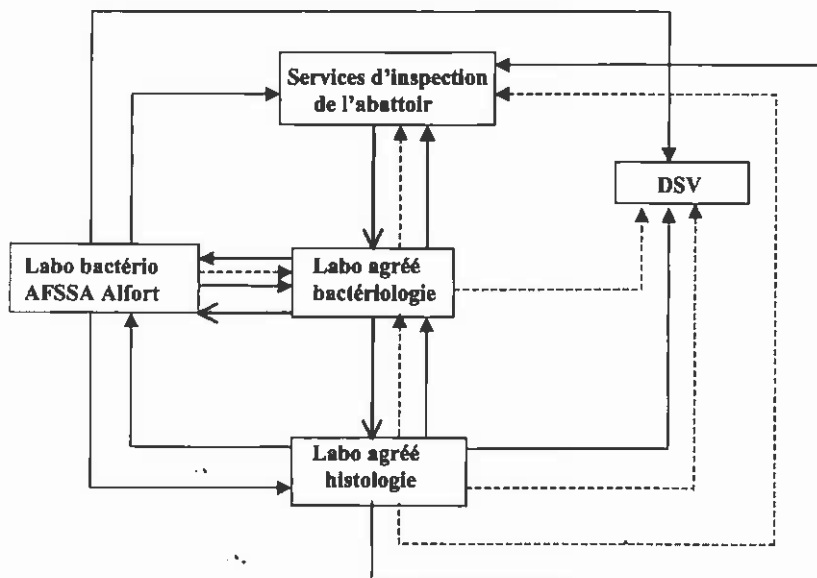 Services d'inspection
de l'abattoir
DSV
Labo bactério
AFSSA Alfort
Labo agréé
bactériologie
Labo agréé
histologie